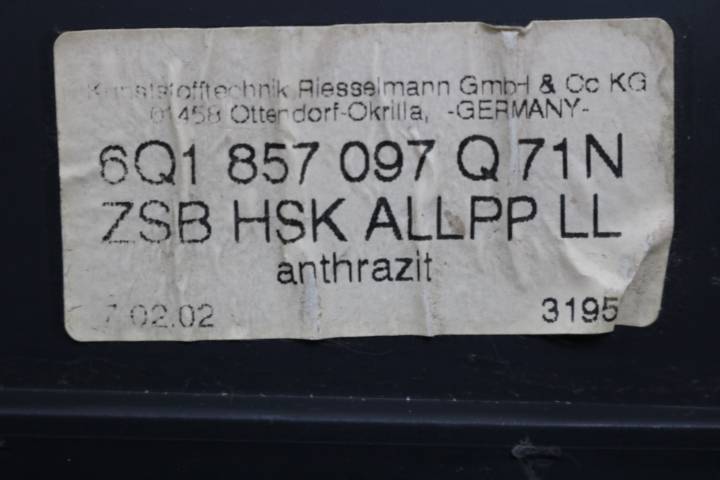 Kunststofftechnik Riesselmann GmbH & Co KG
01458 Ottendorf-Okrilla, -GERMANY-
6Q1 857 097 Q 71N
ZSB HSK ALLPP LL
anthrazit
7.02.02 3195